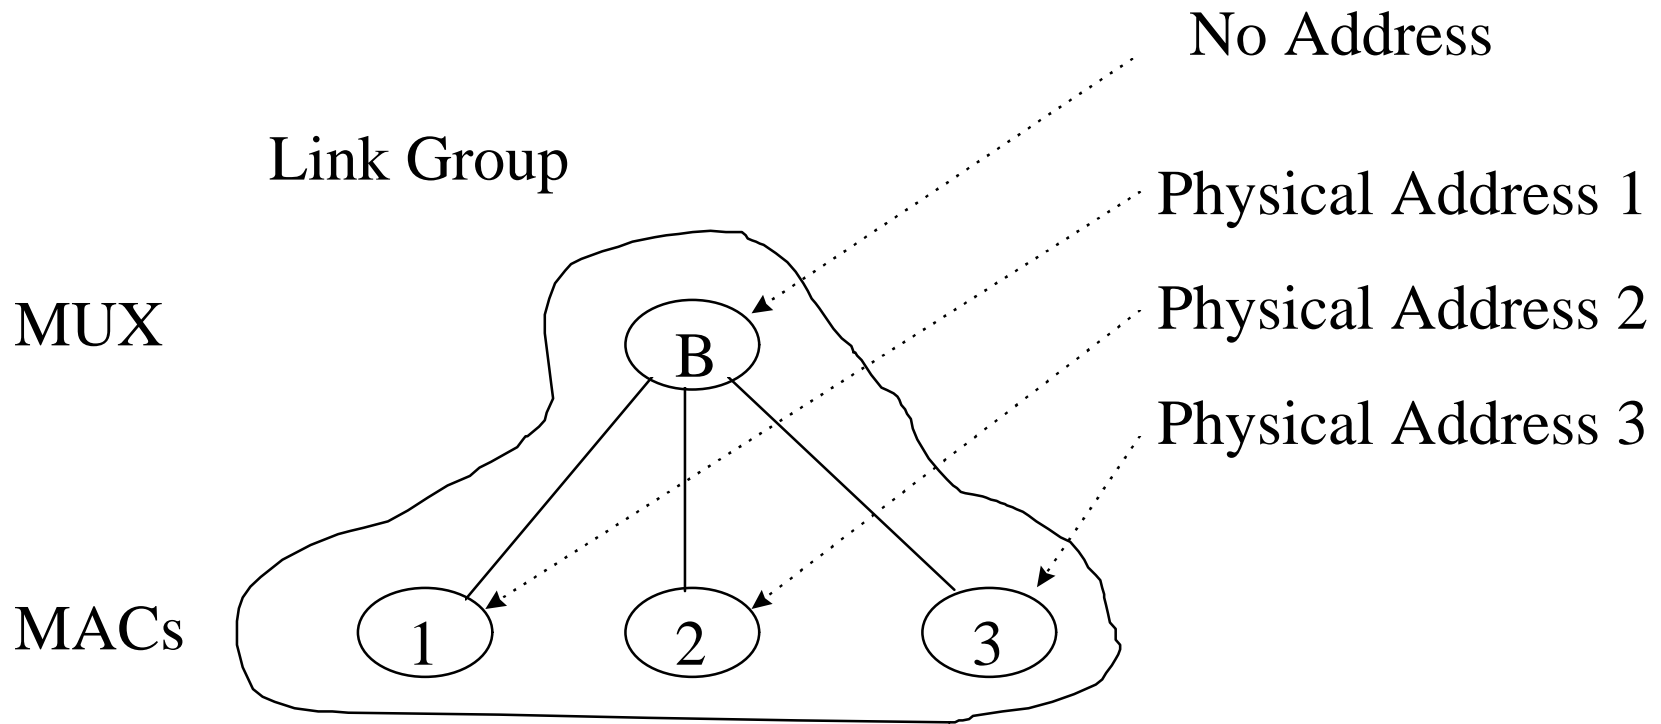 No Address
Link Group
Physical Address 1
MUX
Physical Address 2
B
Physical Address 3
MACs
1
2
3